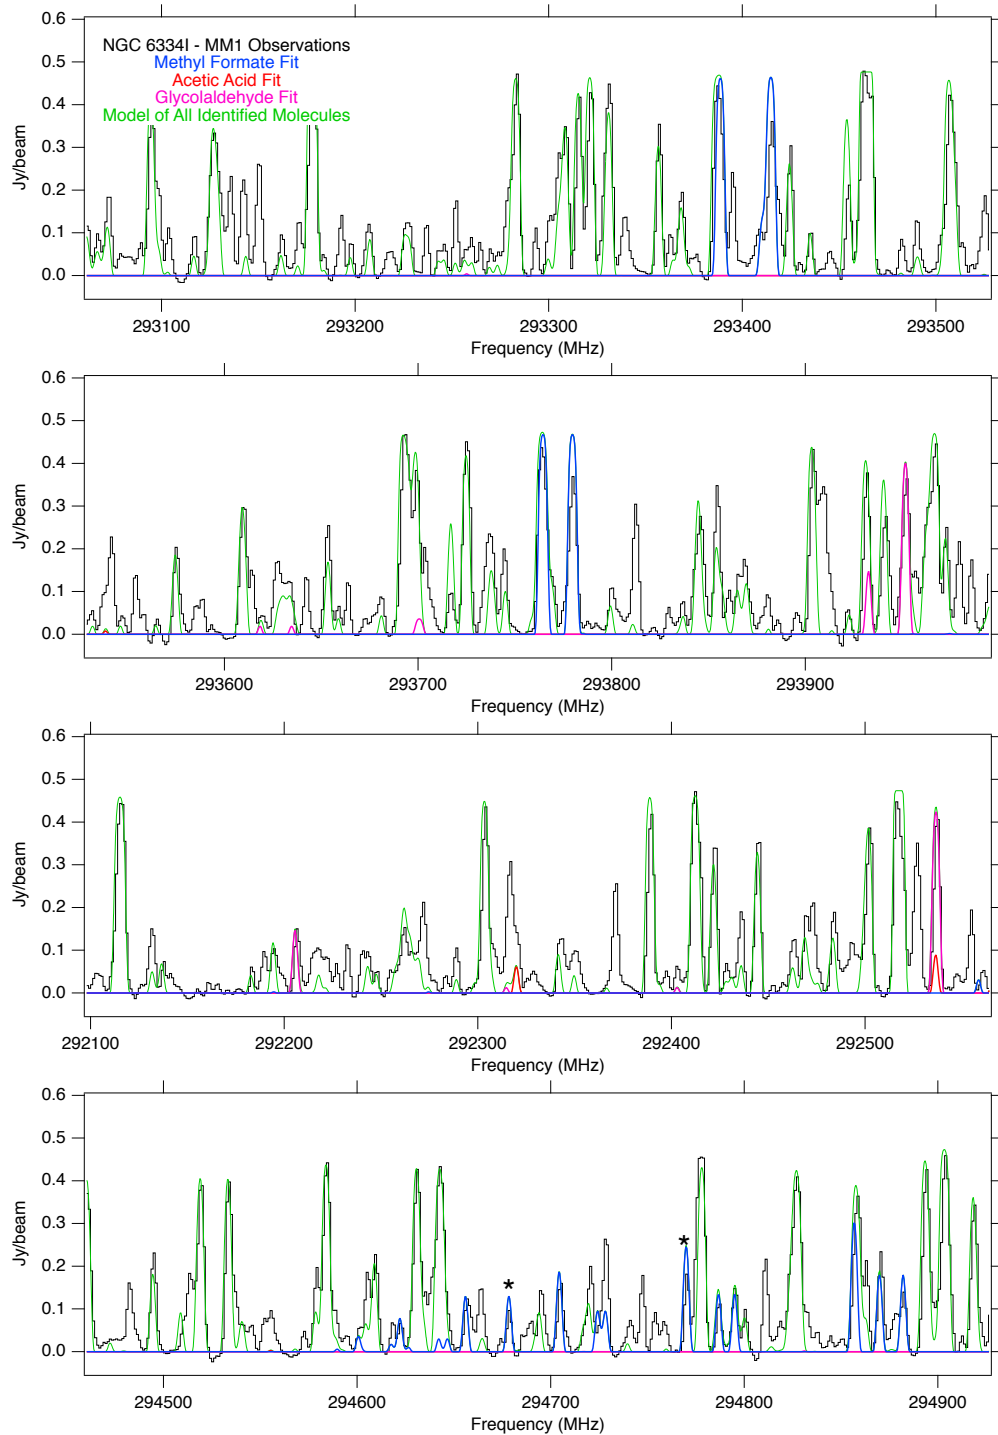 0.6
NGC 6334I - MM1 Observations
Methyl Formate Fit
Acetic Acid Fit
Glycolaldehyde Fit
Model of All Identified Molecules
0.5
0.4
0.3
0.2
0.1
0.0
Jy/beam
293100 293200 293300 293400 293500
Frequency (MHz)
0.6
0.5
0.4
0.3
0.2
0.1
0.0
Jy/beam
293600 293700 293800 293900
Frequency (MHz)
0.6
0.5
0.4
0.3
0.2
0.1
0.0
Jy/beam
292100 292200 292300 292400 292500
Frequency (MHz)
0.6
0.5
0.4
0.3
0.2
0.1
0.0
Jy/beam
* *
294500 294600 294700 294800 294900
Frequency (MHz)